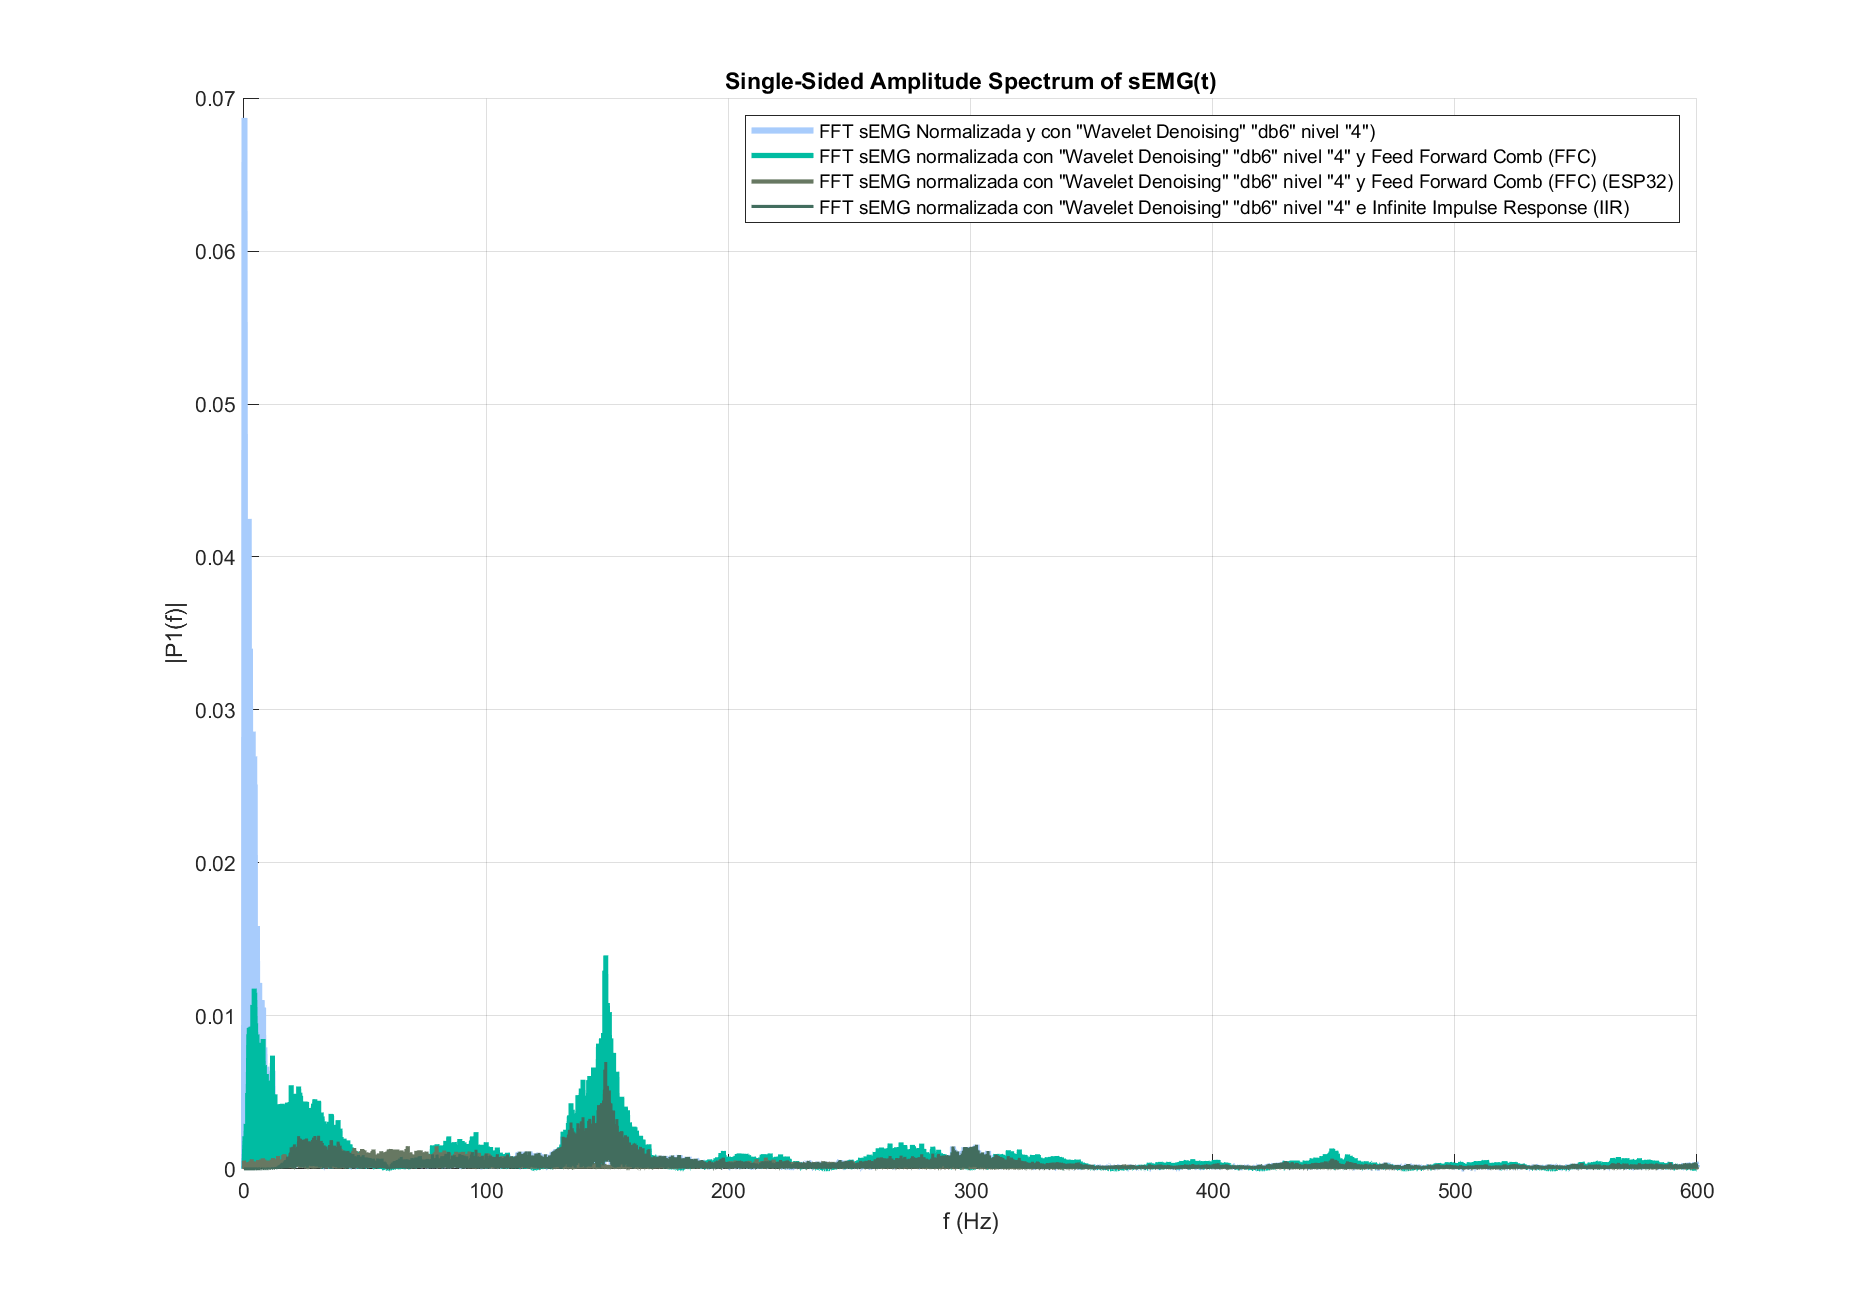 Single-Sided Amplitude Spectrum of sEMG(t)
0.07
0.06
0.05
0.04
0.03
0.02
0.01
0
|P1(f)|
FFT sEMG Normalizada y con "Wavelet Denoising" "db6" nivel "4")
FFT sEMG normalizada con "Wavelet Denoising" "db6" nivel "4" y Feed Forward Comb (FFC)
FFT sEMG normalizada con "Wavelet Denoising" "db6" nivel "4" y Feed Forward Comb (FFC) (ESP32)
FFT sEMG normalizada con "Wavelet Denoising" "db6" nivel "4" e Infinite Impulse Response (IIR)
0 100 200 300 400 500 600
f (Hz)